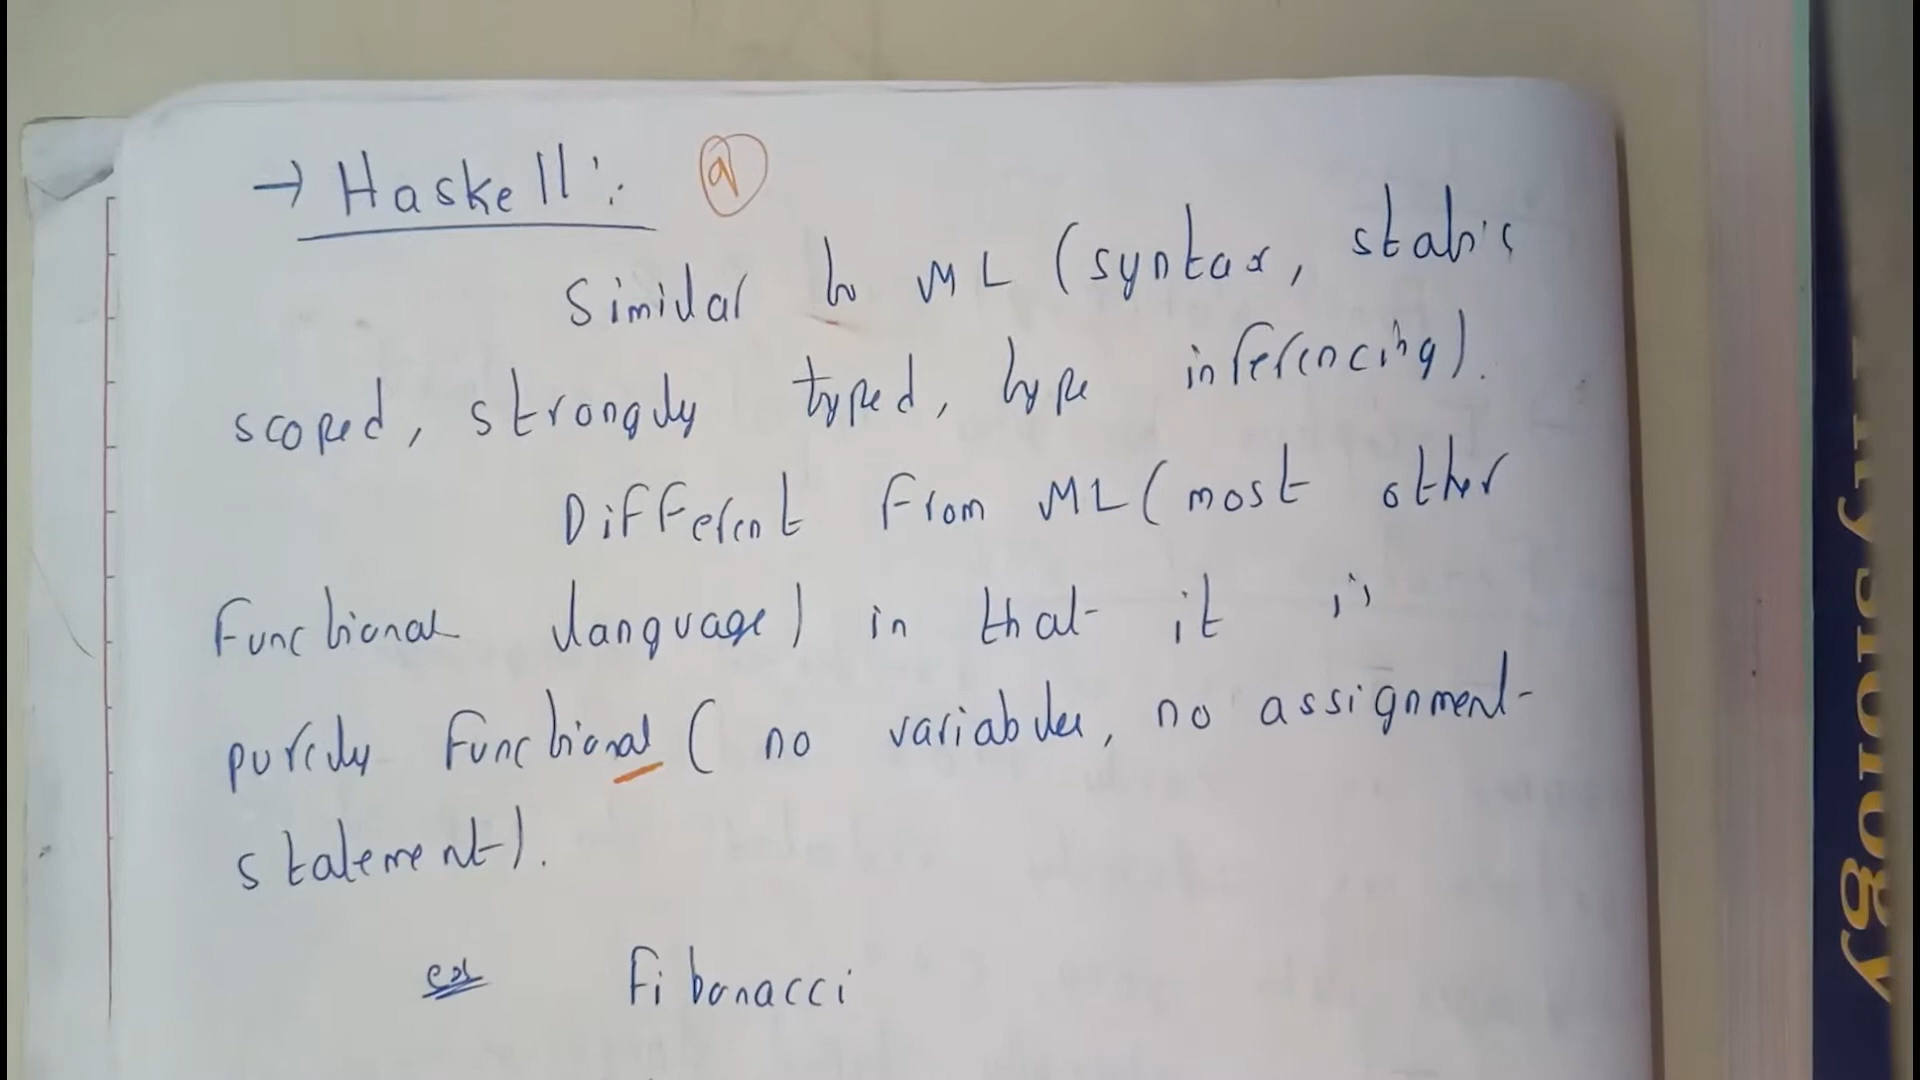 → Haskell :. a
Similar to ML (syntax, static
scoped, strongly typed, type inferencing).
Different from ML (most other
functional language) in that it is
purely functional ( no variables, no assignment
statement).
ex Fibonacci
ysiology